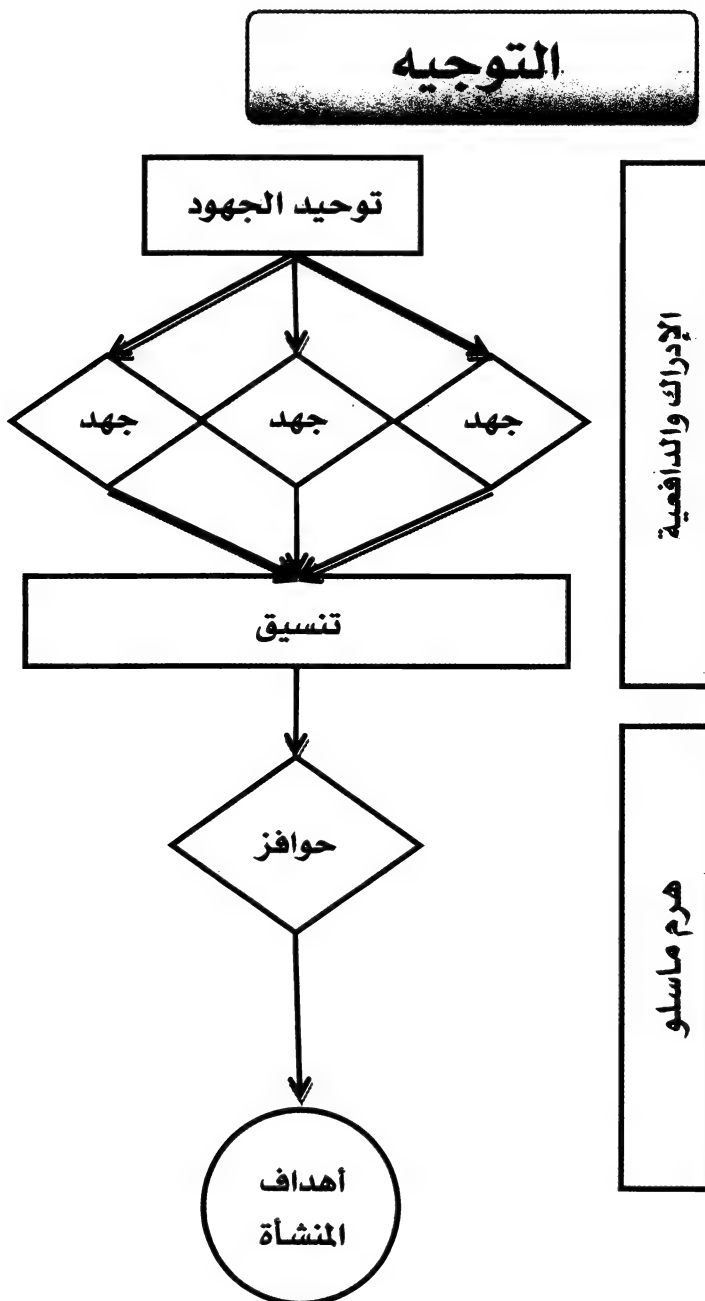 التوجيه
توحيد الجهود
الإدراك والدافعية
جهد
جهد
جهد
تنسيق
حوافز
هرم ماسلو
أهداف
المنشأة